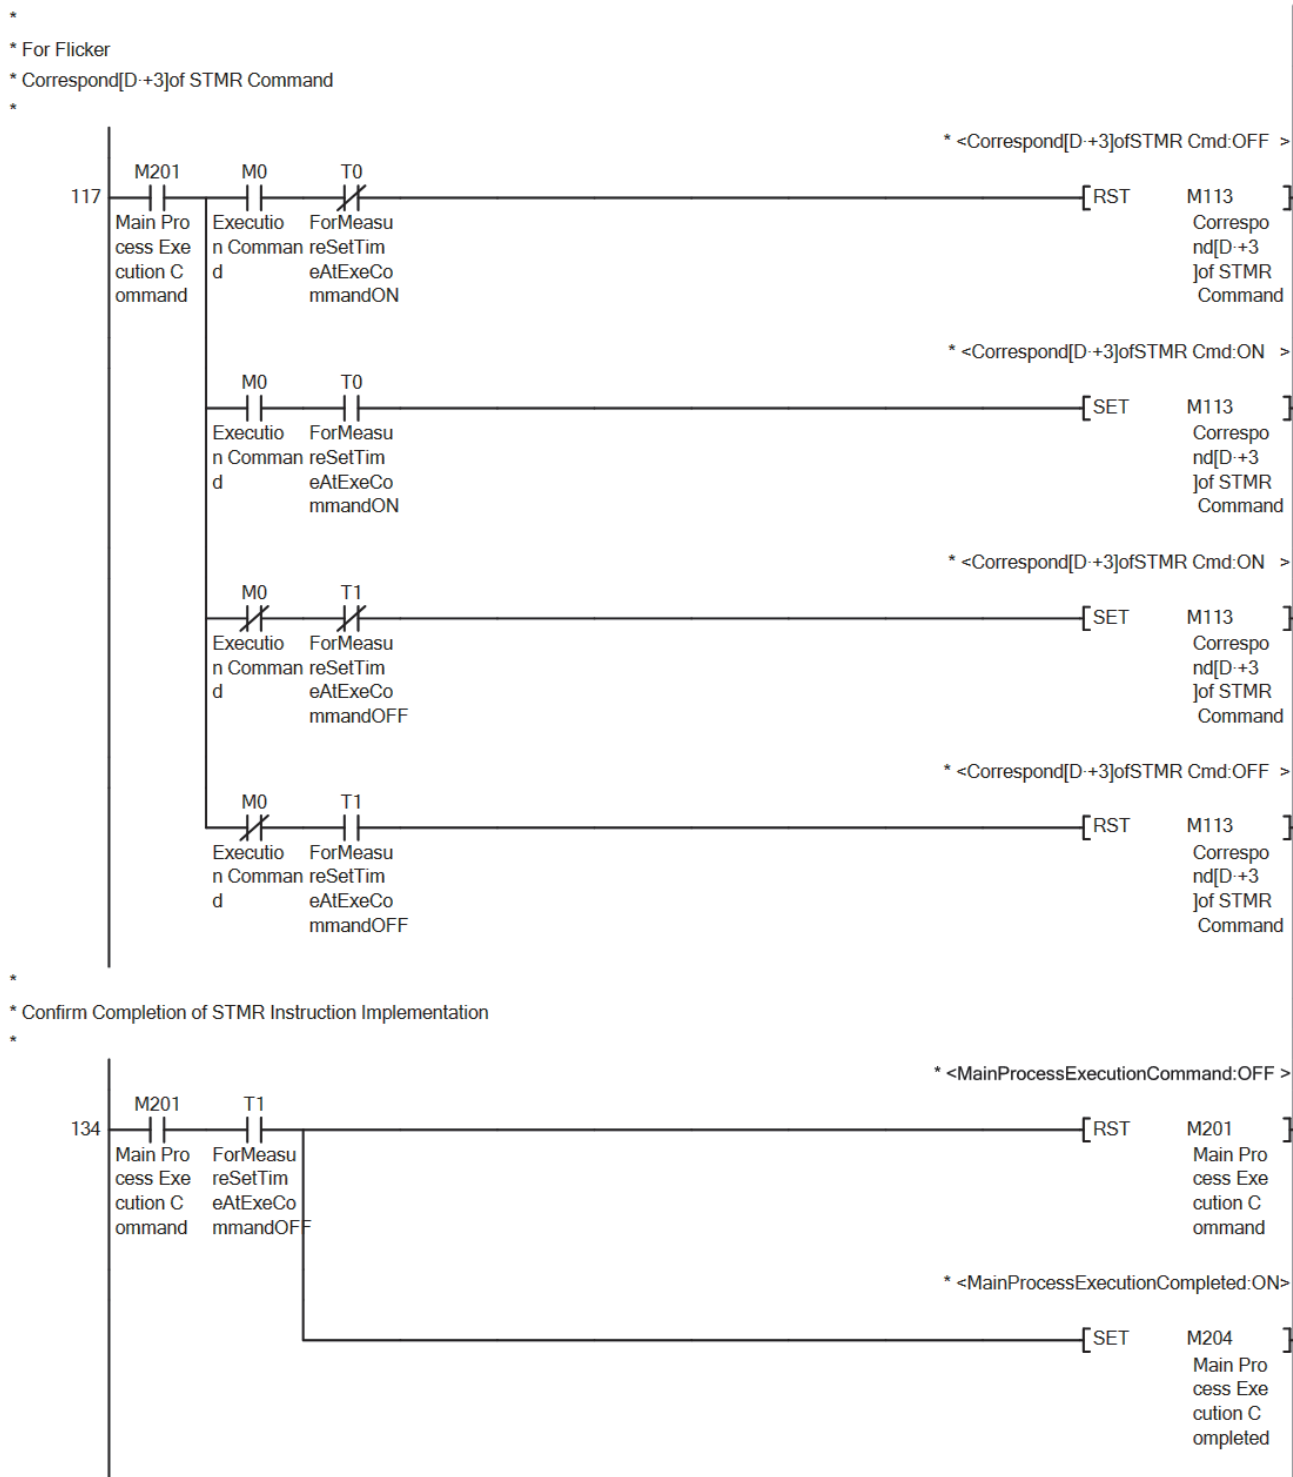 *
* For Flicker
* Correspond[D·+3]of STMR Command
*
* <Correspond[D·+3]ofSTMR Cmd:OFF >
M201 M0 T0
117 RST M113
Main Pro Executio ForMeasu Correspo
cess Exe n Comman reSetTim nd[D·+3
cution C d eAtExeCo ]of STMR
ommand mmandON Command
* <Correspond[D·+3]ofSTMR Cmd:ON >
M0 T0
SET M113
Executio ForMeasu Correspo
n Comman reSetTim nd[D·+3
d eAtExeCo ]of STMR
mmandON Command
* <Correspond[D·+3]ofSTMR Cmd:ON >
M0 T1
SET M113
Executio ForMeasu Correspo
n Comman reSetTim nd[D·+3
d eAtExeCo ]of STMR
mmandOFF Command
* <Correspond[D·+3]ofSTMR Cmd:OFF >
M0 T1
RST M113
Executio ForMeasu Correspo
n Comman reSetTim nd[D·+3
d eAtExeCo ]of STMR
mmandOFF Command
*
* Confirm Completion of STMR Instruction Implementation
*
* <MainProcessExecutionCommand:OFF >
M201 T1
134 RST M201
Main Pro ForMeasu Main Pro
cess Exe reSetTim cess Exe
cution C eAtExeCo cution C
ommand mmandOFF ommand
* <MainProcessExecutionCompleted:ON>
SET M204
Main Pro
cess Exe
cution C
ompleted